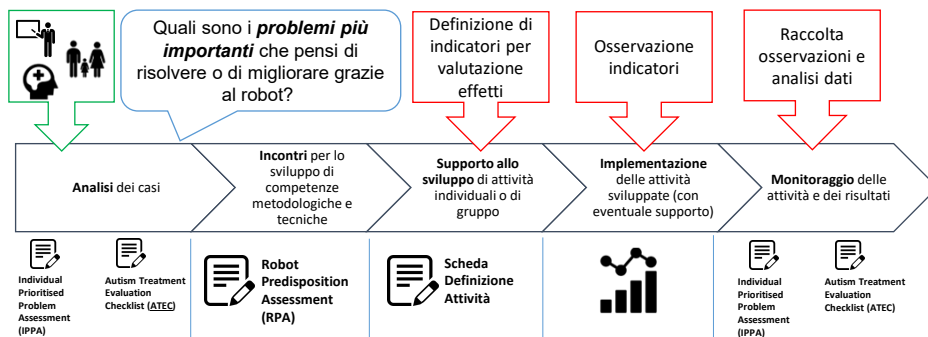 Quali sono i problemi più
importanti che pensi di
risolvere o di migliorare grazie
al robot?
Definizione di
indicatori per
valutazione
effetti
Osservazione
indicatori
Raccolta
osservazioni e
analisi dati
Analisi dei casi
Incontri per lo
sviluppo di
competenze
metodologiche e
tecniche
Supporto allo
sviluppo di attività
individuali o di
gruppo
Implementazione
delle attività
sviluppate (con
eventuale supporto)
Monitoraggio delle
attività e dei risultati
Individual
Prioritised
Problem
Assessment
(IPPA)
Autism Treatment
Evaluation
Checklist (ATEC)
Robot
Predisposition
Assessment
(RPA)
Scheda
Definizione
Attività
Individual
Prioritised
Problem
Assessment
(IPPA)
Autism Treatment
Evaluation
Checklist (ATEC)